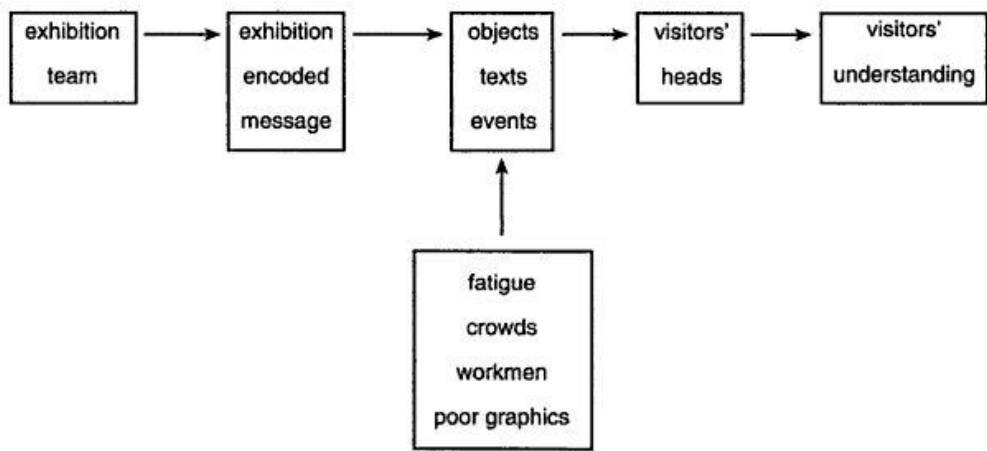 exhibition
team
exhibition
encoded
message
objects
texts
events
visitors'
heads
visitors'
understanding
fatigue
crowds
workmen
poor graphics